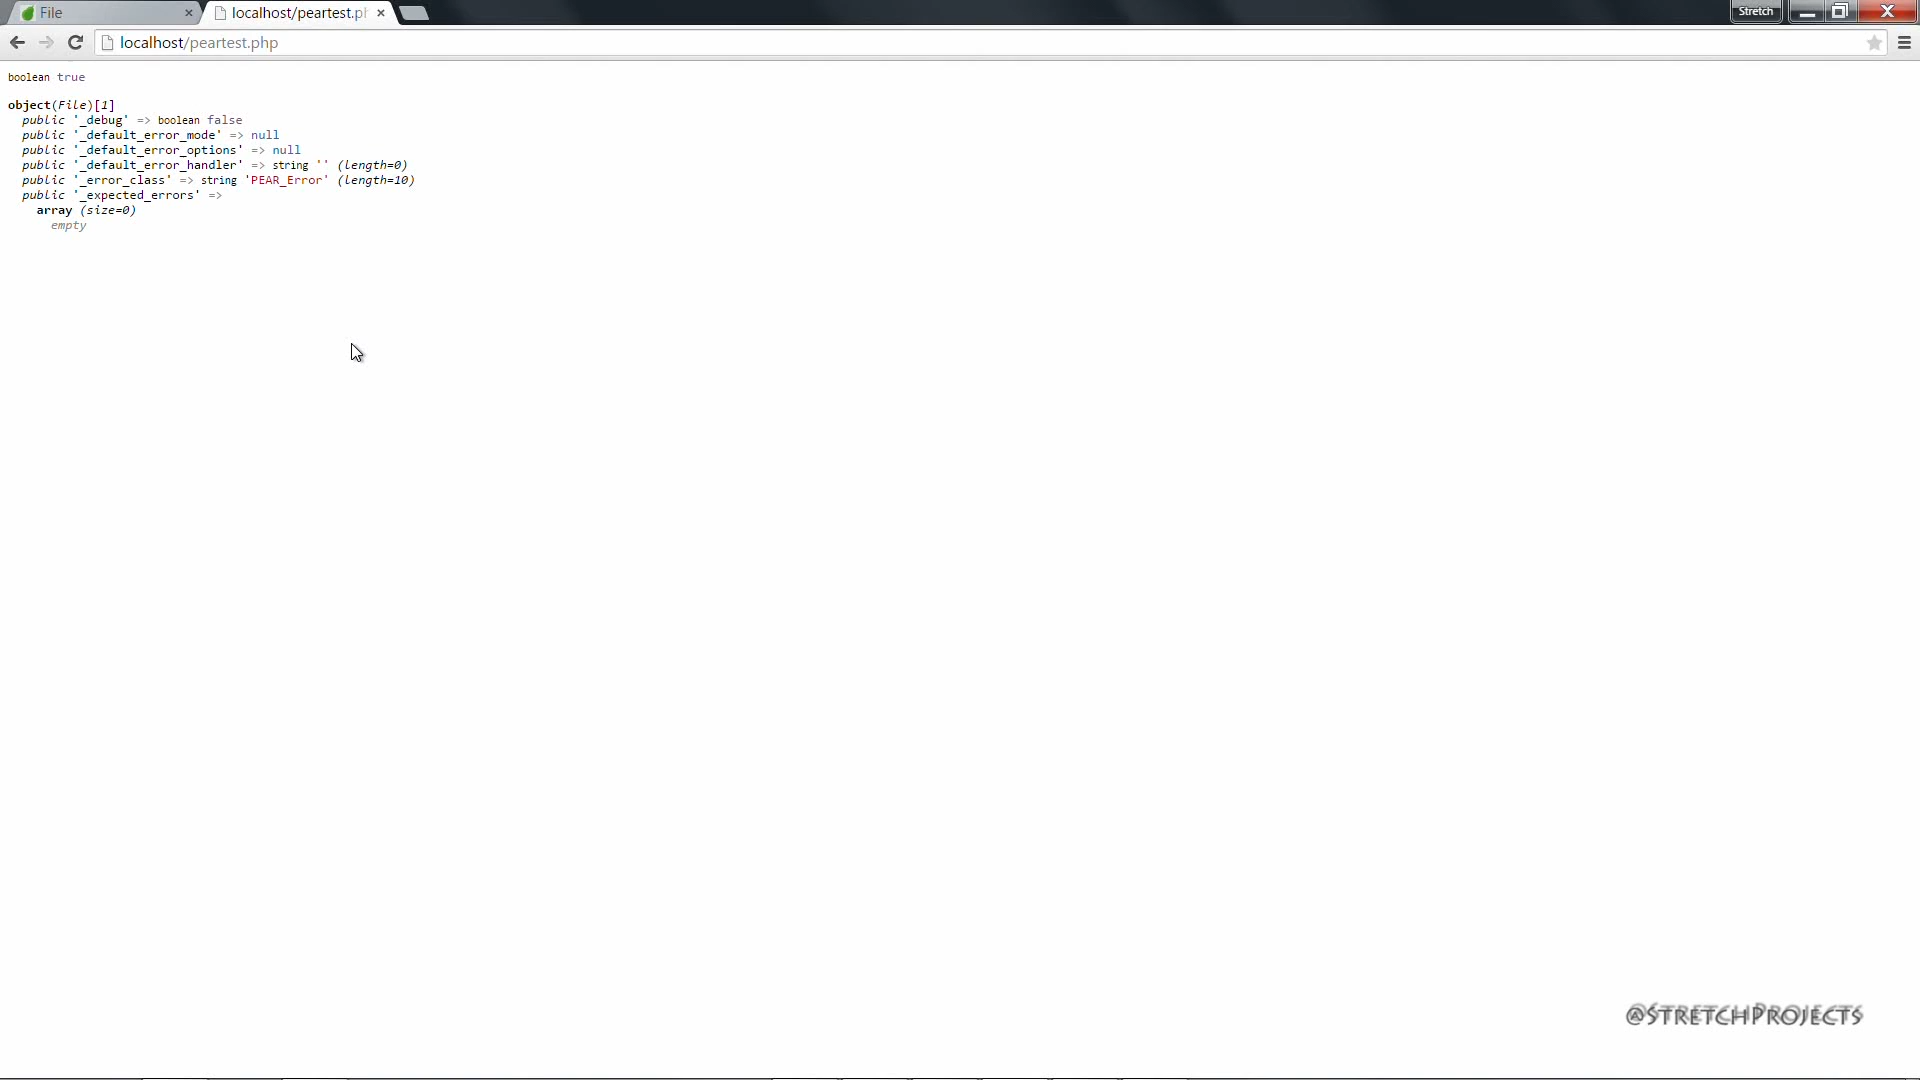 File
localhost/peartest.ph
Stretch
localhost/peartest.php
boolean true
object(File)[1]
public '_debug' => boolean false
public '_default_error_mode' => null
public '_default_error_options' => null
public '_default_error_handler' => string '' (length=0)
public '_error_class' => string 'PEAR_Error' (length=10)
public '_expected_errors' =>
array (size=0)
empty
@StretchProjects